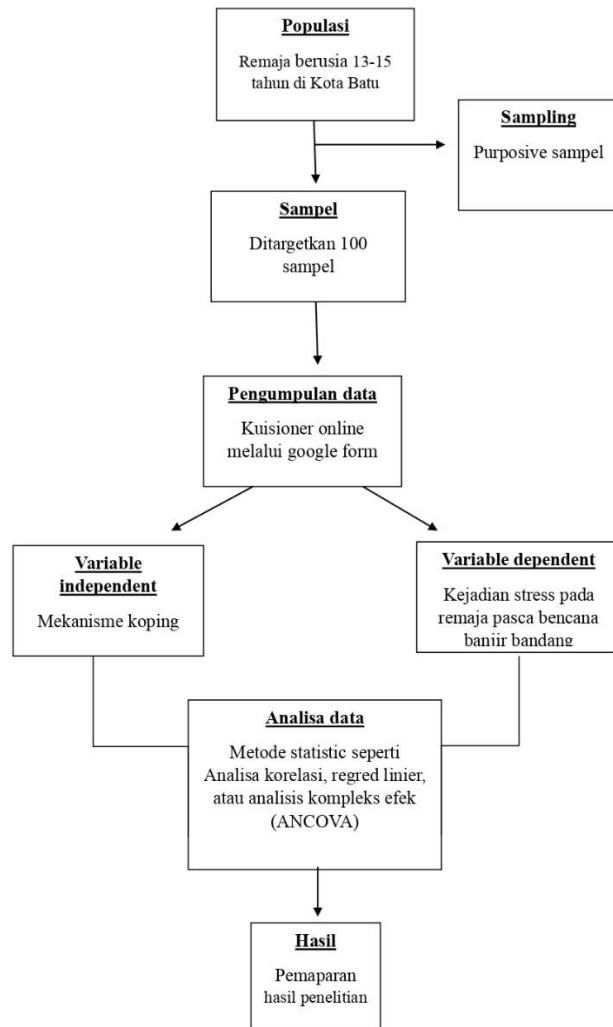 Populasi
Remaja berusia 13-15
tahun di Kota Batu
Sampling
Purposive sampel
Sampel
Ditargetkan 100
sampel
Pengumpulan data
Kuisioner online
melalui google form
Variable
independent
Mekanisme koping
Variable dependent
Kejadian stress pada
remaja pasca bencana
banjir bandang
Analisa data
Metode statistic seperti
Analisa korelasi, regred linier,
atau analisis kompleks efek
(ANCOVA)
Hasil
Pemaparan
hasil penelitian